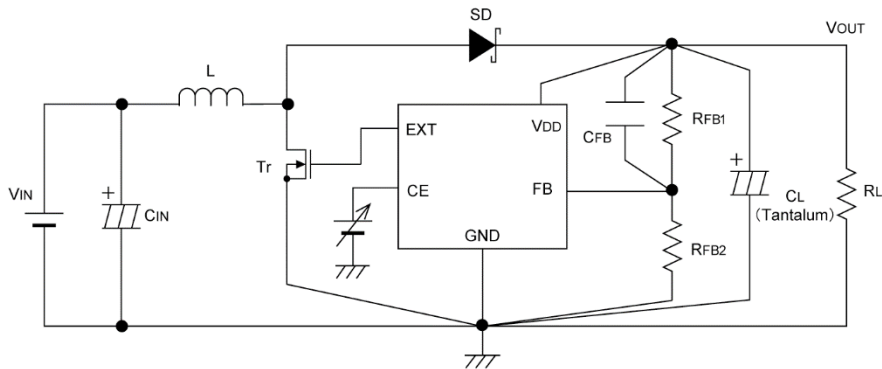 SD
VOUT
L
EXT
VDD
CFB
RFB1
Tr
CE
FB
VIN
+
CIN
+
CL
(Tantalum)
RL
GND
RFB2